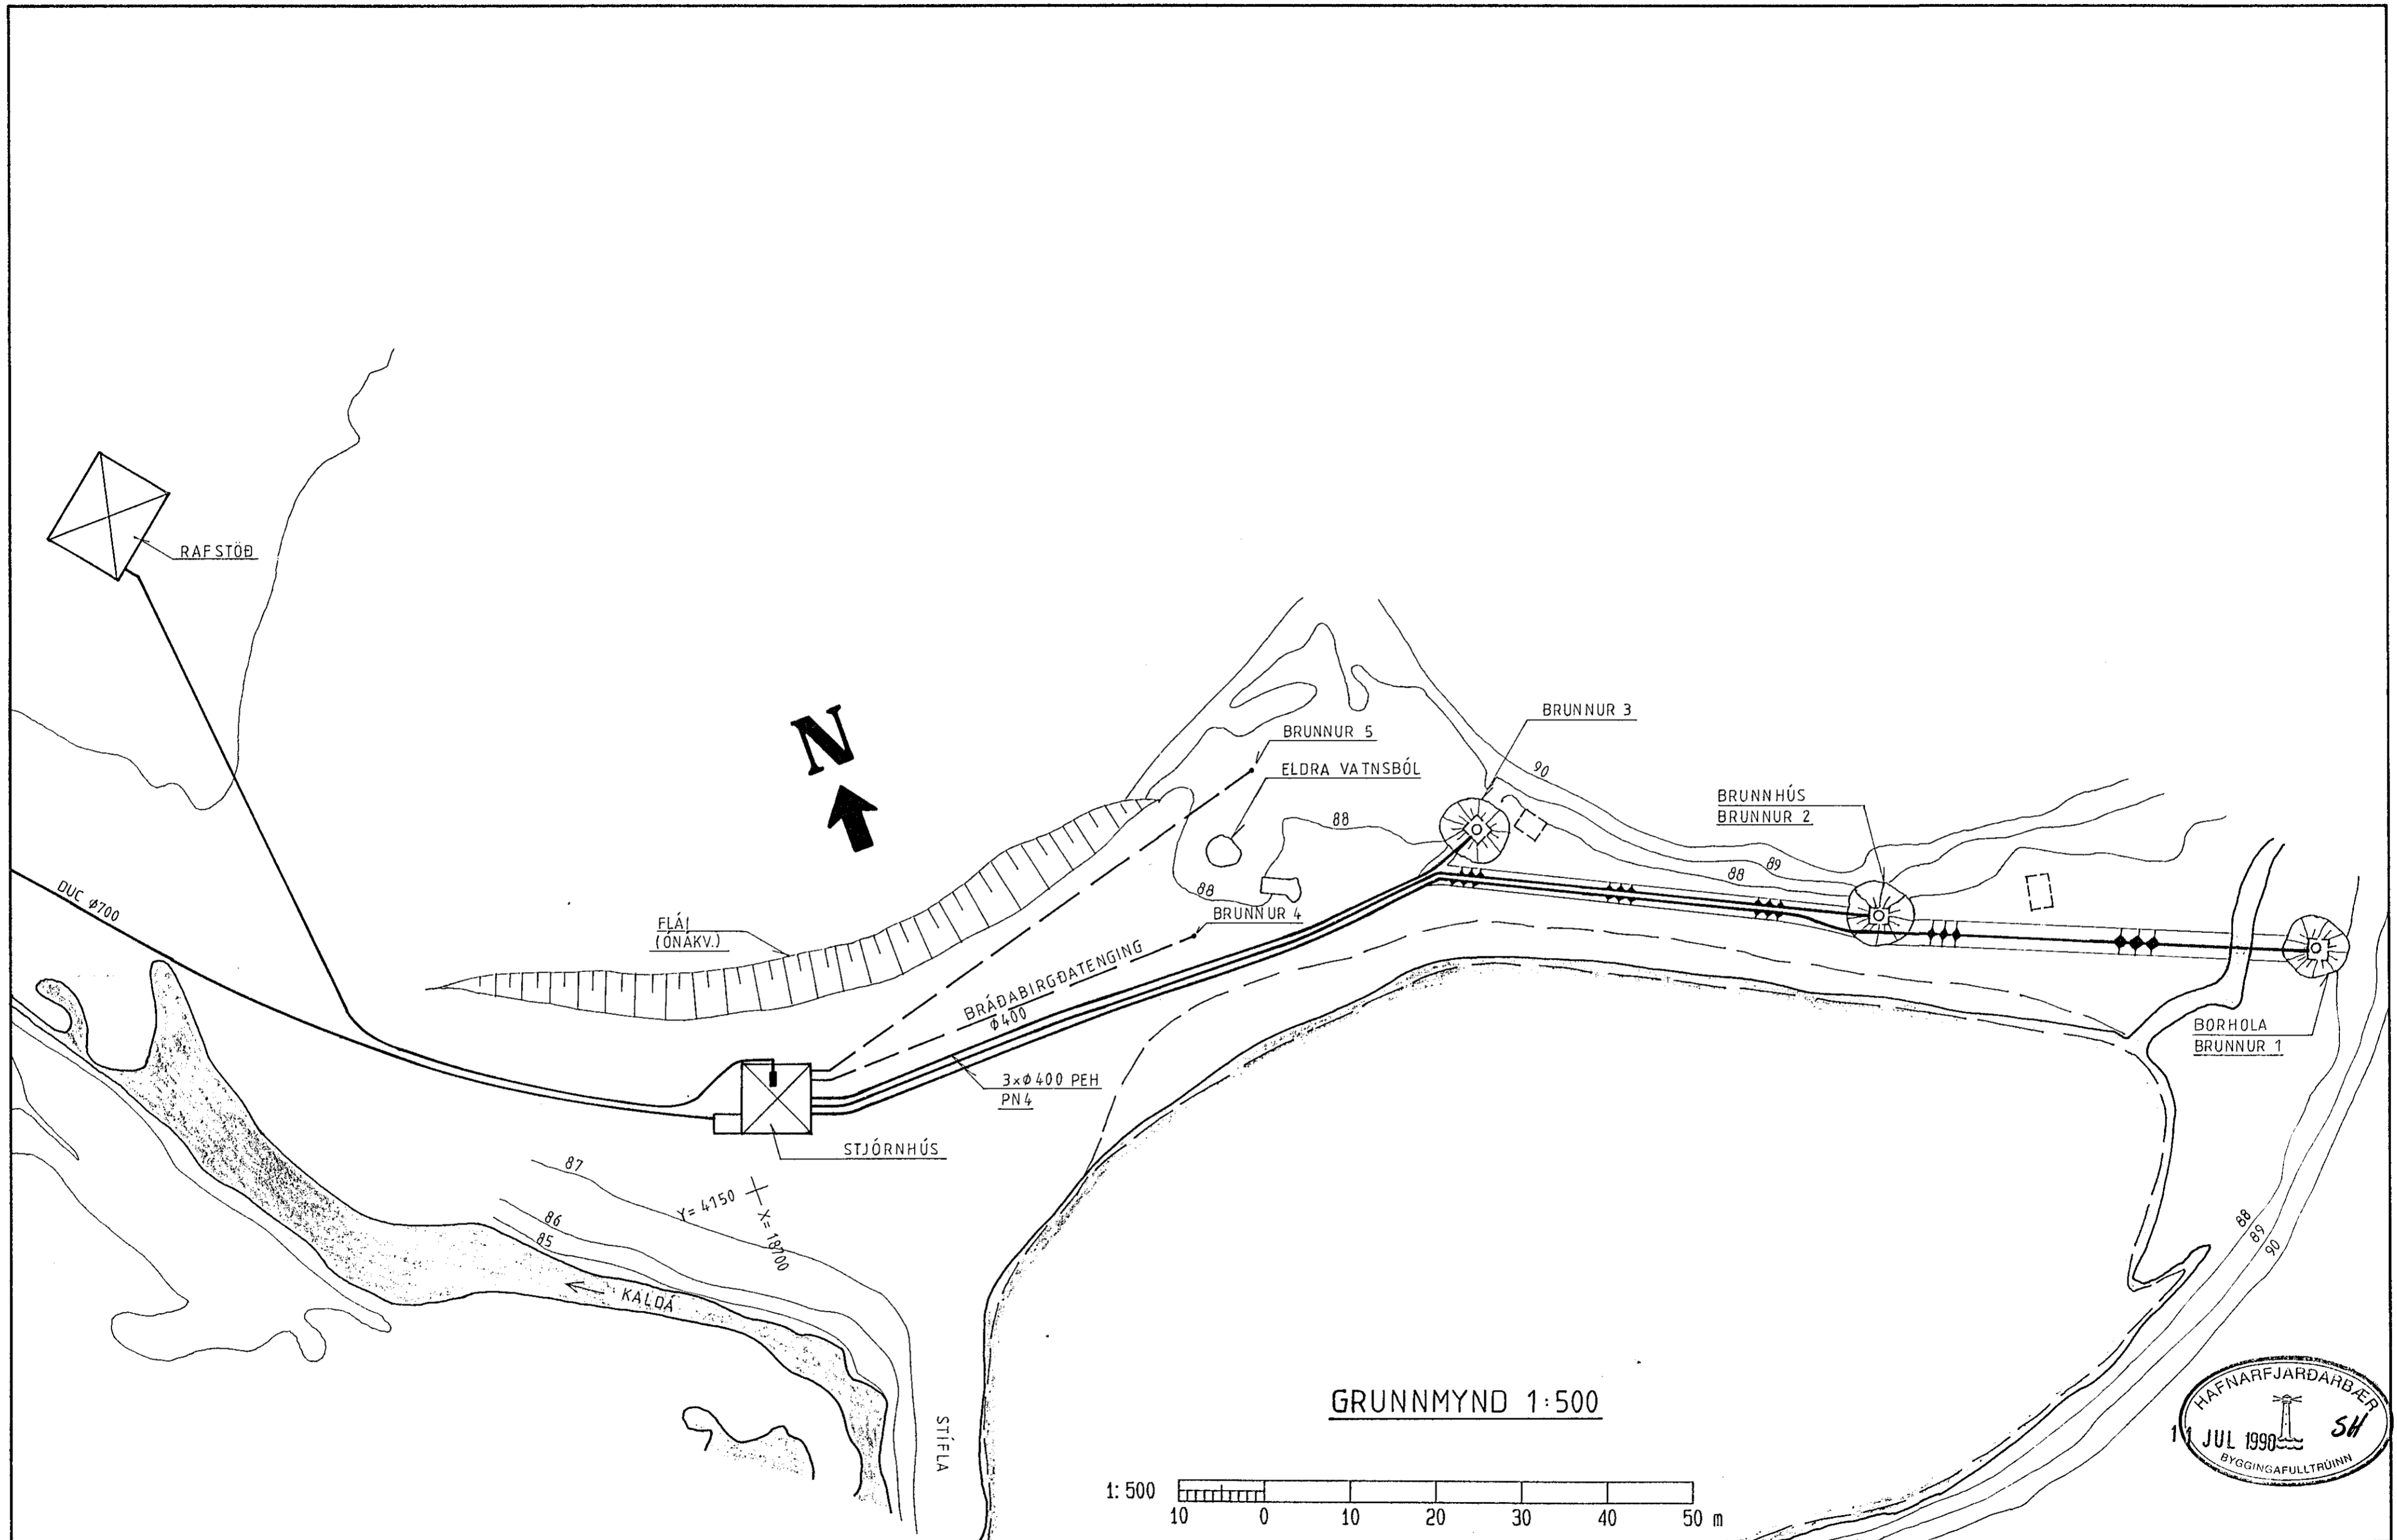 RAFSTÖÐ
DUC ϕ700
N
FLÁI
(ÓNÁKV.)
BRUNNUR 5
ELDRA VATNSBÓL
BRUNNUR 3
90
88
BRUNNHÚS
BRUNNUR 2
89
88
88
BRUNNUR 4
BRÁÐABIRGÐATENGING
ϕ400
3xϕ400 PEH
PN4
STJÓRNHÚS
BORHOLA
BRUNNUR 1
87
86
85
Y= 4150
X= 18700
KALDÁ
STÍFLA
88
89
90
GRUNNMYND 1:500
1:500
10 0 10 20 30 40 50 m
HAFNARFJARÐARBÆR
11 JUL 1990 SH
BYGGINGAFULLTRÚINN